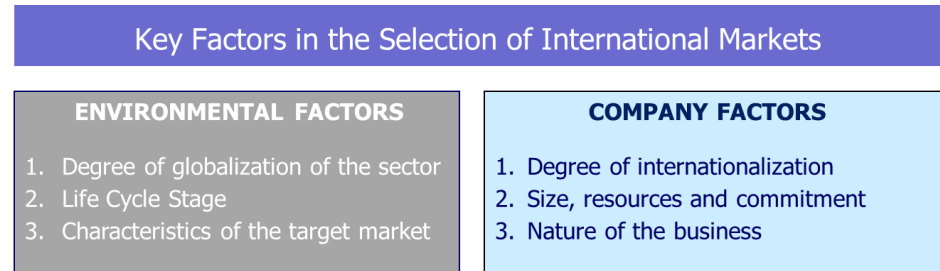 Key Factors in the Selection of International Markets
ENVIRONMENTAL FACTORS
1. Degree of globalization of the sector
2. Life Cycle Stage
3. Characteristics of the target market
COMPANY FACTORS
1. Degree of internationalization
2. Size, resources and commitment
3. Nature of the business